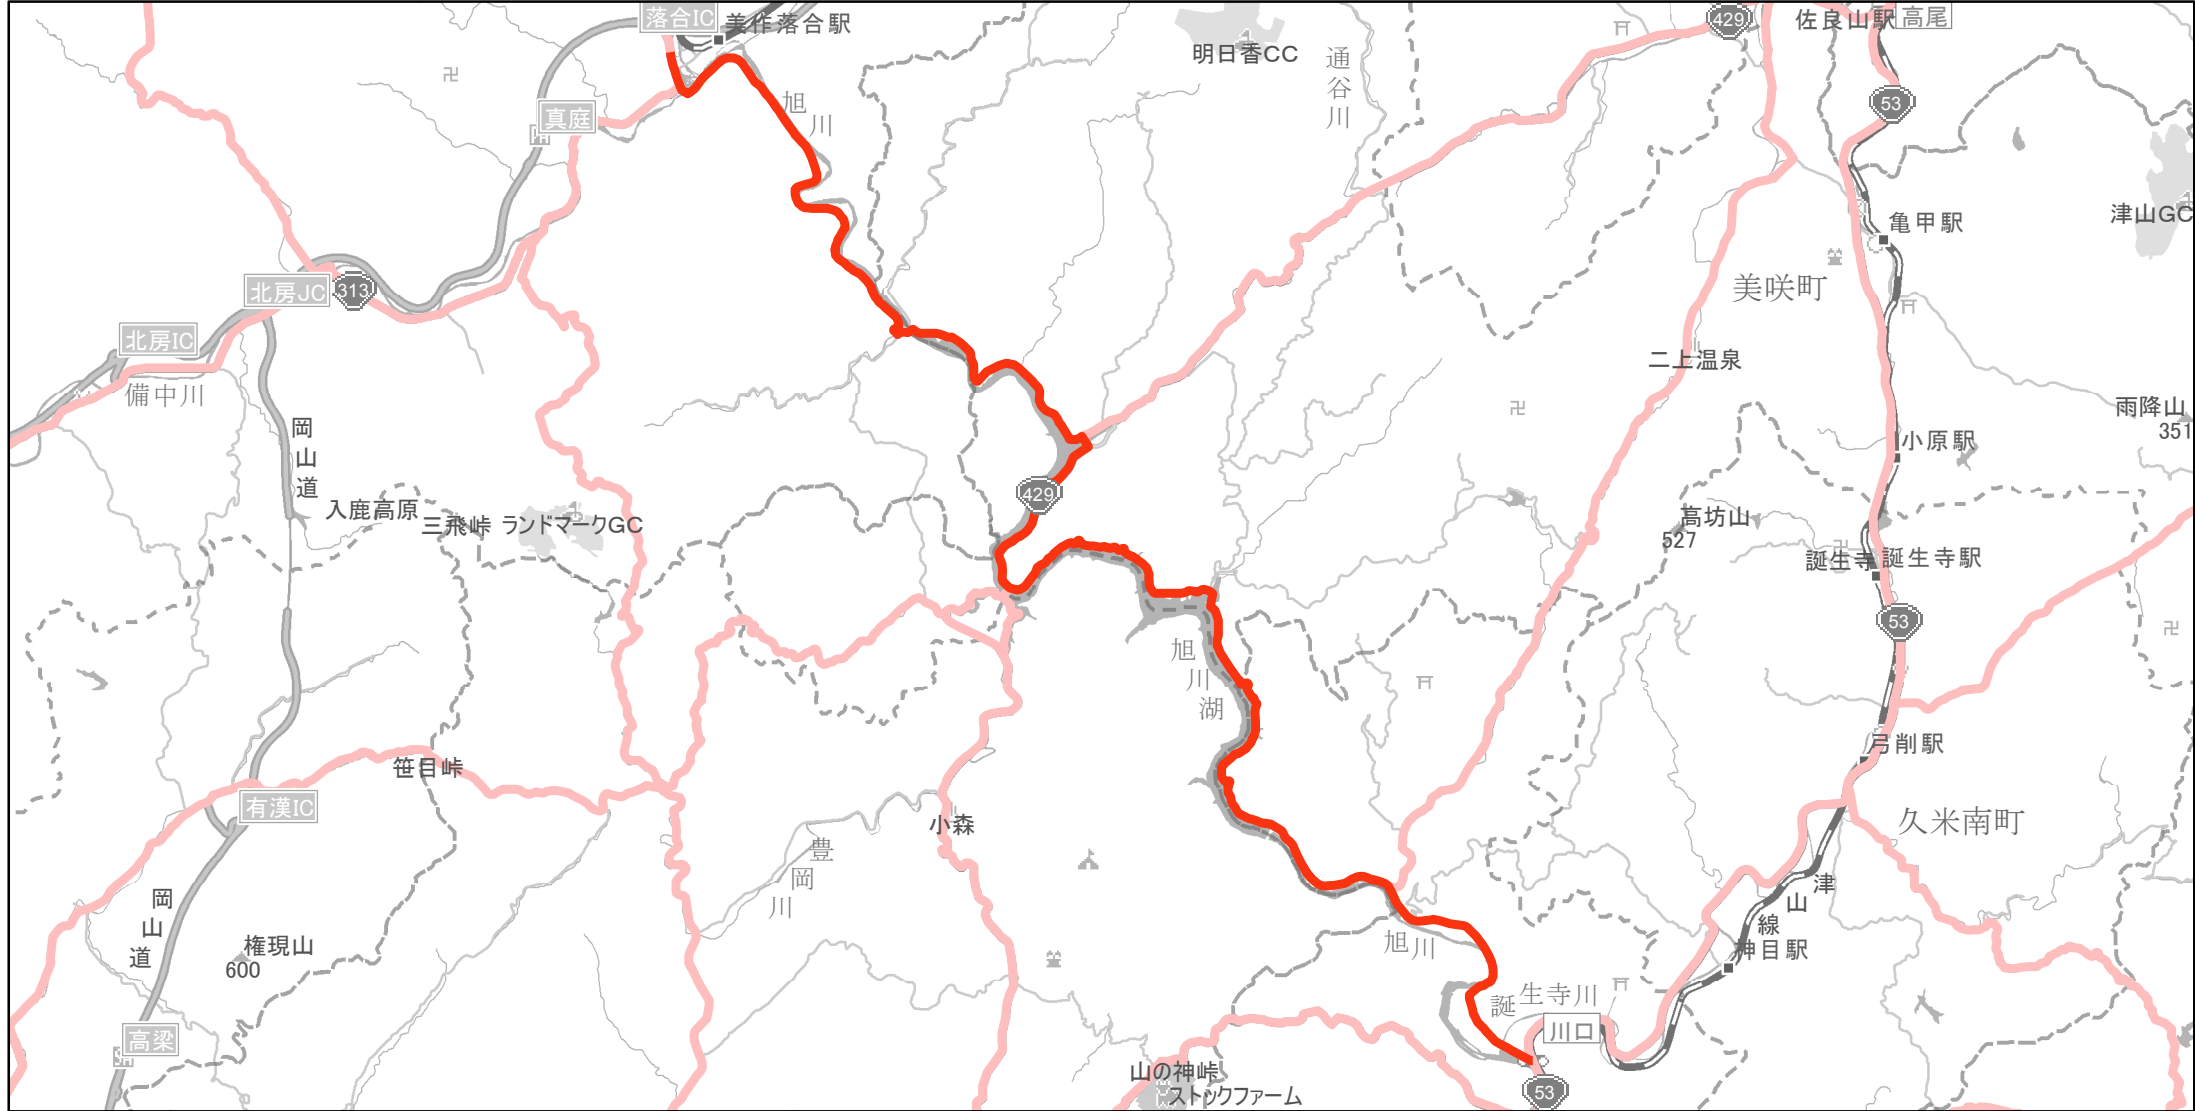 落合IC
美作落合駅
明日香CC
通谷川
429
佐良山駅
高尾
53
旭川
真庭
PA
亀甲駅
津山GC
美咲町
北房JC
313
北房IC
備中川
二上温泉
雨降山
351
岡山道
小原駅
入鹿高原
三飛峠
ランドマークGC
429
高坊山
527
誕生寺
誕生寺駅
53
旭川湖
弓削駅
笹目峠
有漢IC
小森
久米南町
豊岡川
津山線
岡山道
権現山
600
旭川
神目駅
誕生寺川
川口
高梁
SA
山の神峠
ストックファーム
53